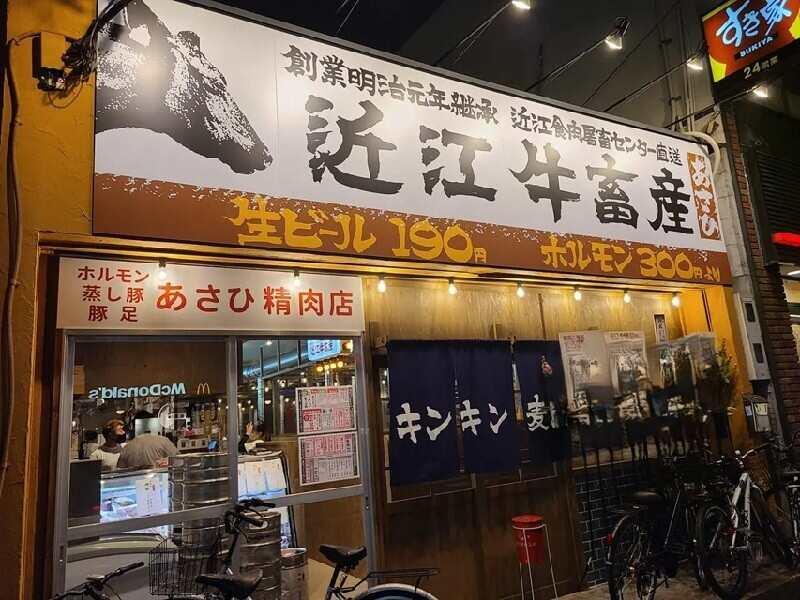 すき家
SUKIYA
24
創業明治元年継承 近江食肉屠畜センター直送
近江牛畜産
あさひ
生ビール 190円 ホルモン 300円より
ホルモン
蒸し豚
豚足
あさひ精肉店
McDonald's
キンキン
麦